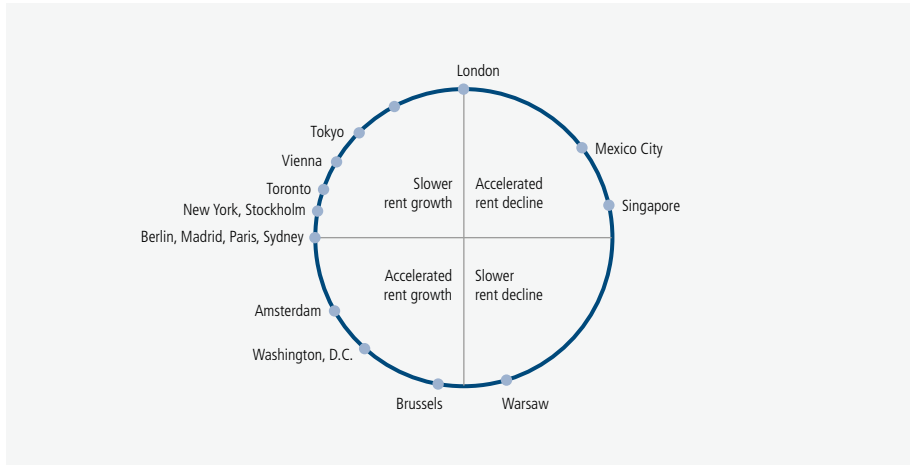 London
Tokyo
Mexico City
Vienna
Slower
rent growth
Accelerated
rent decline
Toronto
New York, Stockholm
Singapore
Berlin, Madrid, Paris, Sydney
Accelerated
rent growth
Slower
rent decline
Amsterdam
Washington, D.C.
Brussels
Warsaw